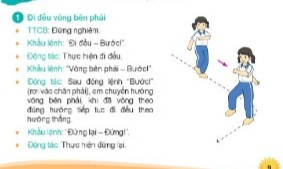 1 Đi đều vòng bên phải
• TTCB: Đứng nghiêm.
• Khẩu lệnh: "Đi đều – Bước!".
• Động tác: Thực hiện đi đều.
• Khẩu lệnh: "Vòng bên phải – Bước!"
• Động tác: Sau động lệnh "Bước!"
(rơi vào chân phải), em chuyển hướng
vòng bên phải, khi đã vòng theo
đúng hướng tiếp tục đi đều theo
hướng thẳng.
• Khẩu lệnh: "Đứng lại – Đứng!".
• Động tác: Thực hiện dừng lại.
9